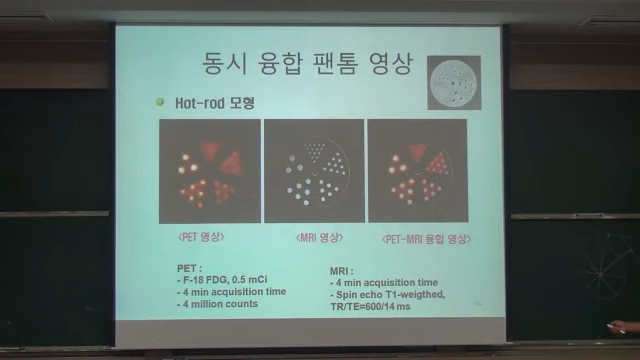 동시 융합 팬톰 영상
Hot-rod 모형
<PET 영상>
<MRI 영상>
<PET-MRI 융합 영상>
PET :
- F-18 FDG, 0.5 mCi
- 4 min acquisition time
- 4 million counts
MRI :
- 4 min acquisition time
- Spin echo T1-weigthed,
TR/TE=600/14 ms